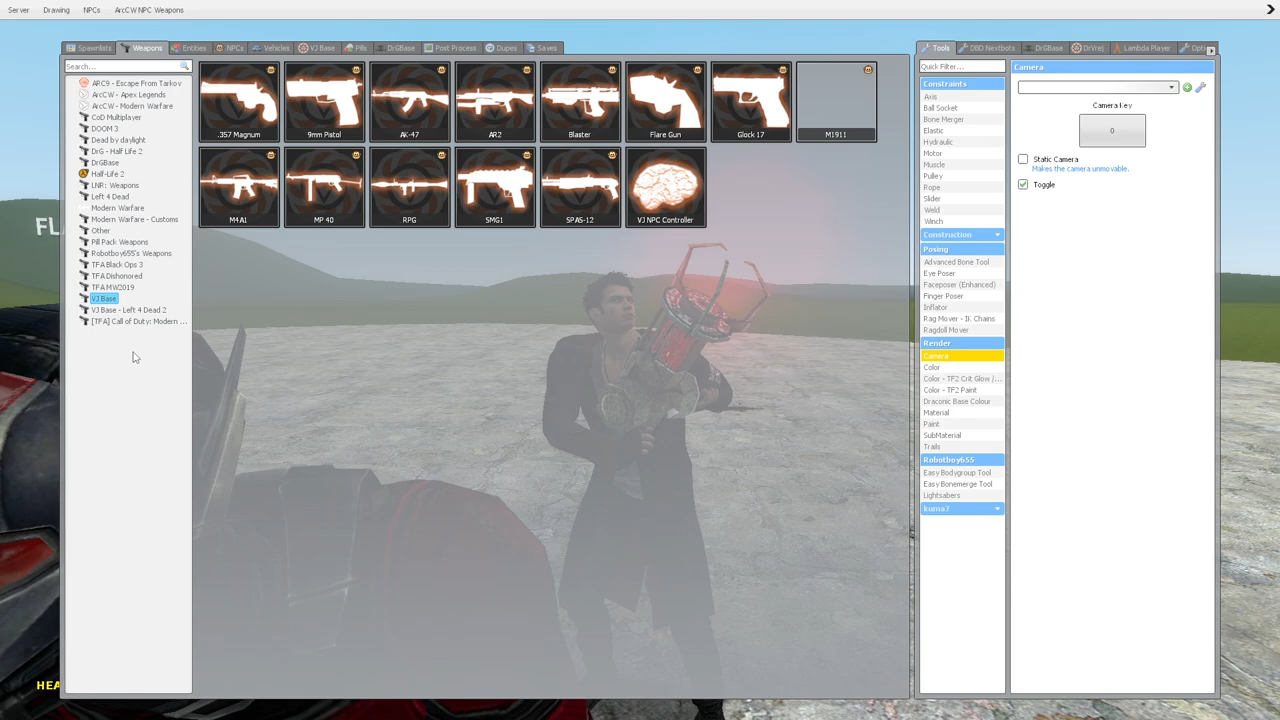 Server Drawing NPCs ArcCW NPC Weapons
Spawnlists Weapons Entities NPCs Vehicles VJ Base Pills DrGBase Post Process Dupes Saves
Search...
ARC9 - Escape From Tarkov
ArcCW - Apex Legends
ArcCW - Modern Warfare
CoD Multiplayer
DOOM 3
Dead by daylight
DrG - Half Life 2
DrGBase
Half-Life 2
LNR: Weapons
Left 4 Dead
Modern Warfare
Modern Warfare - Customs
Other
Pill Pack Weapons
Robotboy655's Weapons
TFA Black Ops 3
TFA Dishonored
TFA MW2019
VJ Base
VJ Base - Left 4 Dead 2
[TFA] Call of Duty: Modern ...
.357 Magnum 9mm Pistol AK-47 AR2 Blaster Flare Gun Glock 17 M1911
M4A1 MP 40 RPG SMG1 SPAS-12 VJ NPC Controller
FL
HEA
Tools DBD Nextbots DrGBase DrVrej Lambda Player Opti
Quick Filter...
Constraints
Axis
Ball Socket
Bone Merger
Elastic
Hydraulic
Motor
Muscle
Pulley
Rope
Slider
Weld
Winch
Construction
Posing
Advanced Bone Tool
Eye Poser
Faceposer (Enhanced)
Finger Poser
Inflator
Rag Mover - IK Chains
Ragdoll Mover
Render
Camera
Color
Color - TF2 Crit Glow /...
Color - TF2 Paint
Draconic Base Colour
Material
Paint
SubMaterial
Trails
Robotboy655
Easy Bodygroup Tool
Easy Bonemerge Tool
Lightsabers
kuma7
Camera
Camera Key
0
Static Camera
Makes the camera unmovable.
Toggle